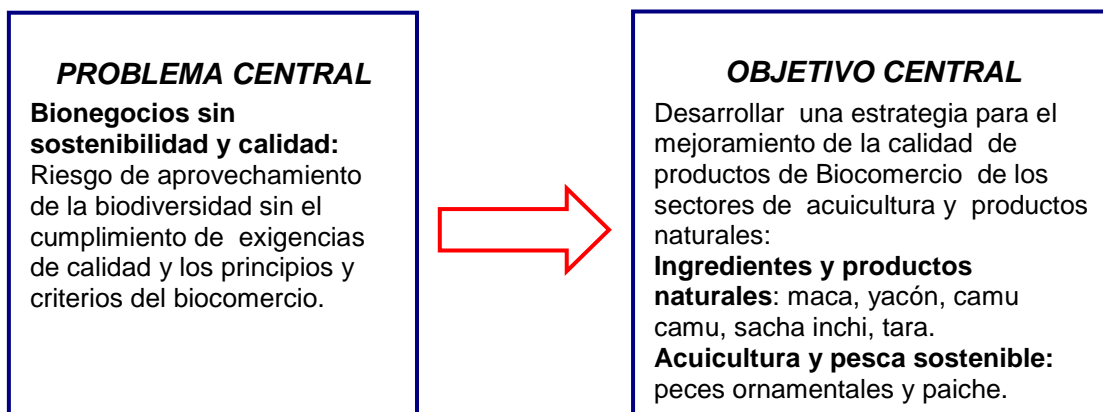 PROBLEMA CENTRAL
Bionegocios sin
sostenibilidad y calidad:
Riesgo de aprovechamiento
de la biodiversidad sin el
cumplimiento de exigencias
de calidad y los principios y
criterios del biocomercio.
OBJETIVO CENTRAL
Desarrollar una estrategia para el
mejoramiento de la calidad de
productos de Biocomercio de los
sectores de acuicultura y productos
naturales:
Ingredientes y productos
naturales: maca, yacón, camu
camu, sacha inchi, tara.
Acuicultura y pesca sostenible:
peces ornamentales y paiche.